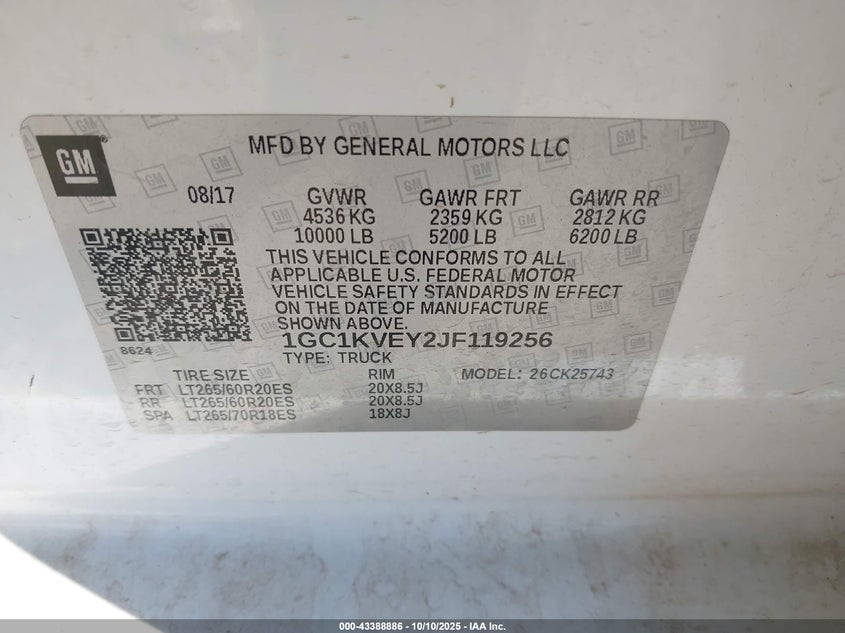 GM
MFD BY GENERAL MOTORS LLC
08/17 GVWR GAWR FRT GAWR RR
4536 KG 2359 KG 2812 KG
10000 LB 5200 LB 6200 LB
THIS VEHICLE CONFORMS TO ALL
APPLICABLE U.S. FEDERAL MOTOR
VEHICLE SAFETY STANDARDS IN EFFECT
ON THE DATE OF MANUFACTURE
SHOWN ABOVE.
8624
1GC1KVEY2JF119256
TYPE: TRUCK
TIRE SIZE RIM MODEL: 26CK25743
FRT LT265/60R20ES 20X8.5J
RR LT265/60R20ES 20X8.5J
SPA LT265/70R18ES 18X8J
000-43388886 - 10/10/2025 - IAA Inc.